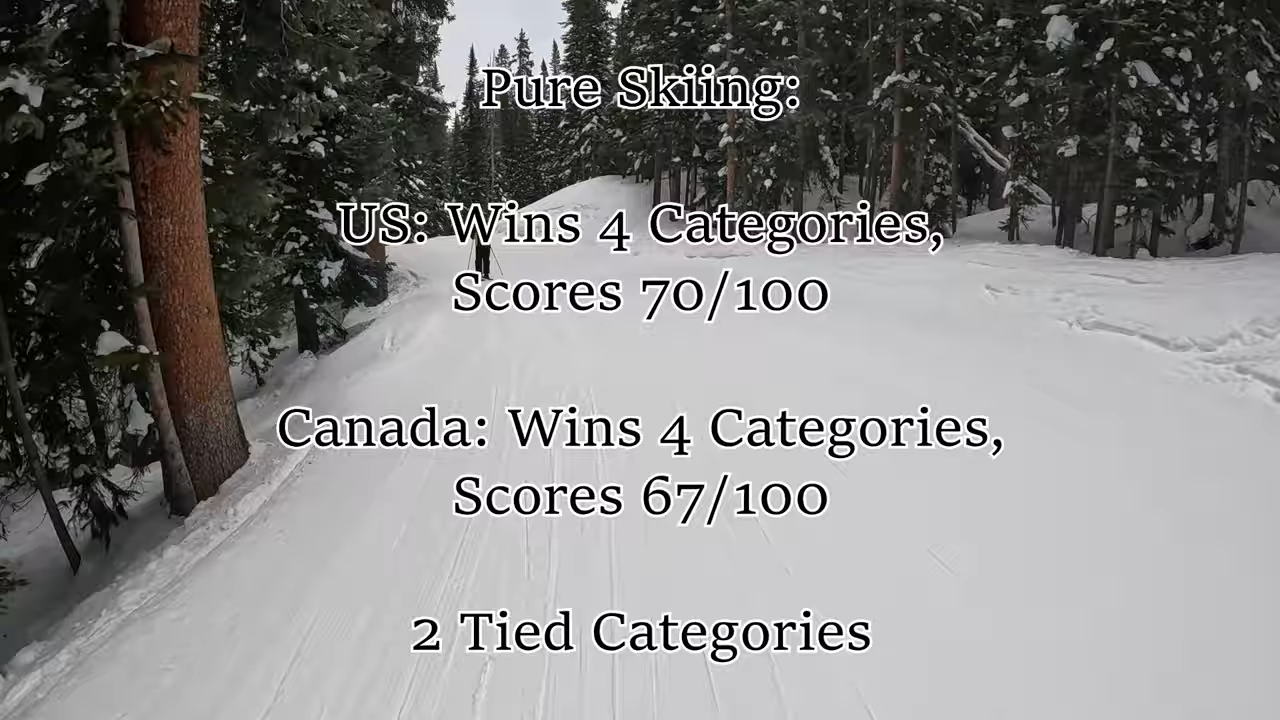 Pure Skiing:
US: Wins 4 Categories,
Scores 70/100
Canada: Wins 4 Categories,
Scores 67/100
2 Tied Categories